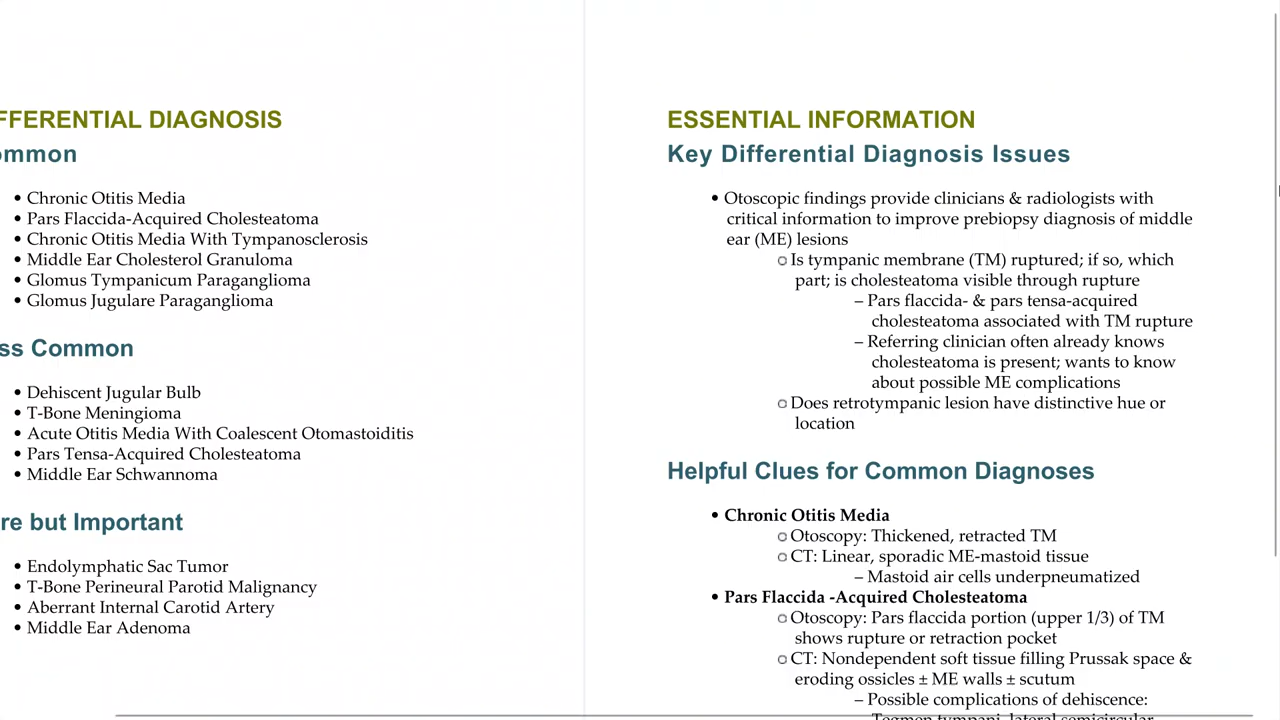 FFERENTIAL DIAGNOSIS
ommon
• Chronic Otitis Media
• Pars Flaccida-Acquired Cholesteatoma
• Chronic Otitis Media With Tympanosclerosis
• Middle Ear Cholesterol Granuloma
• Glomus Tympanicum Paraganglioma
• Glomus Jugulare Paraganglioma
ss Common
• Dehiscent Jugular Bulb
• T-Bone Meningioma
• Acute Otitis Media With Coalescent Otomastoiditis
• Pars Tensa-Acquired Cholesteatoma
• Middle Ear Schwannoma
re but Important
• Endolymphatic Sac Tumor
• T-Bone Perineural Parotid Malignancy
• Aberrant Internal Carotid Artery
• Middle Ear Adenoma
ESSENTIAL INFORMATION
Key Differential Diagnosis Issues
• Otoscopic findings provide clinicians & radiologists with
critical information to improve prebiopsy diagnosis of middle
ear (ME) lesions
○ Is tympanic membrane (TM) ruptured; if so, which
part; is cholesteatoma visible through rupture
– Pars flaccida- & pars tensa-acquired
cholesteatoma associated with TM rupture
– Referring clinician often already knows
cholesteatoma is present; wants to know
about possible ME complications
○ Does retrotympanic lesion have distinctive hue or
location
Helpful Clues for Common Diagnoses
• Chronic Otitis Media
○ Otoscopy: Thickened, retracted TM
○ CT: Linear, sporadic ME-mastoid tissue
– Mastoid air cells underpneumatized
• Pars Flaccida -Acquired Cholesteatoma
○ Otoscopy: Pars flaccida portion (upper 1/3) of TM
shows rupture or retraction pocket
○ CT: Nondependent soft tissue filling Prussak space &
eroding ossicles ± ME walls ± scutum
– Possible complications of dehiscence:
Tegmen tympani, lateral semicircular